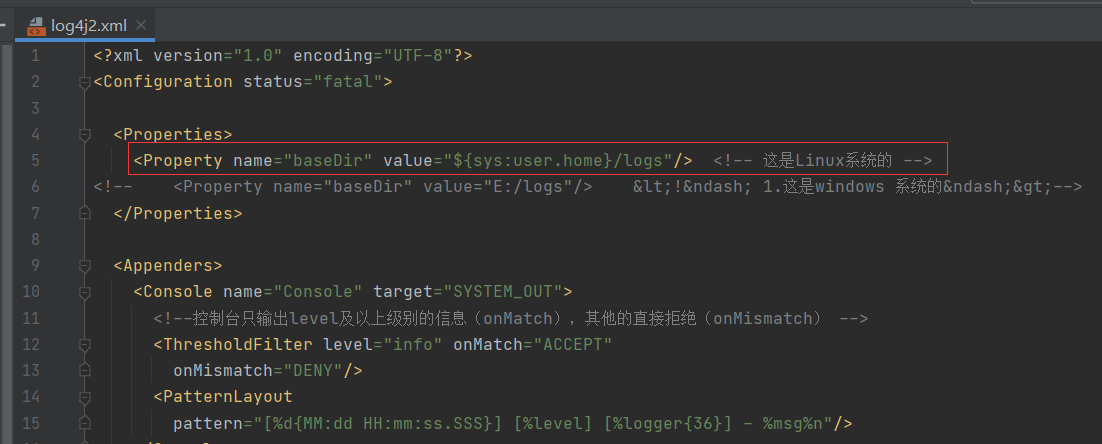 log4j2.xml
1 <?xml version="1.0" encoding="UTF-8"?>
2 <Configuration status="fatal">
3
4 <Properties>
5 <Property name="baseDir" value="${sys:user.home}/logs"/> <!-- 这是Linux系统的 -->
6 <!-- <Property name="baseDir" value="E:/logs"/> &lt;!&ndash; 1.这是windows 系统的&ndash;&gt;-->
7 </Properties>
8
9 <Appenders>
10 <Console name="Console" target="SYSTEM_OUT">
11 <!--控制台只输出level及以上级别的信息（onMatch），其他的直接拒绝（onMismatch） -->
12 <ThresholdFilter level="info" onMatch="ACCEPT"
13 onMismatch="DENY"/>
14 <PatternLayout
15 pattern="[%d{MM:dd HH:mm:ss.SSS}] [%level] [%logger{36}] - %msg%n"/>